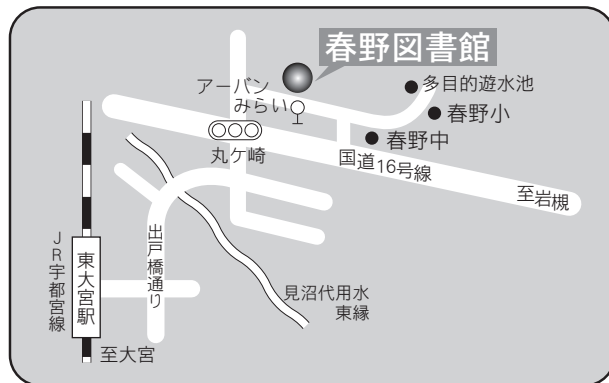 春野図書館
アーバン
みらい
多目的遊水池
春野小
春野中
丸ケ崎
国道16号線
至岩槻
出戸橋通り
JR宇都宮線
東大宮駅
見沼代用水
東縁
至大宮